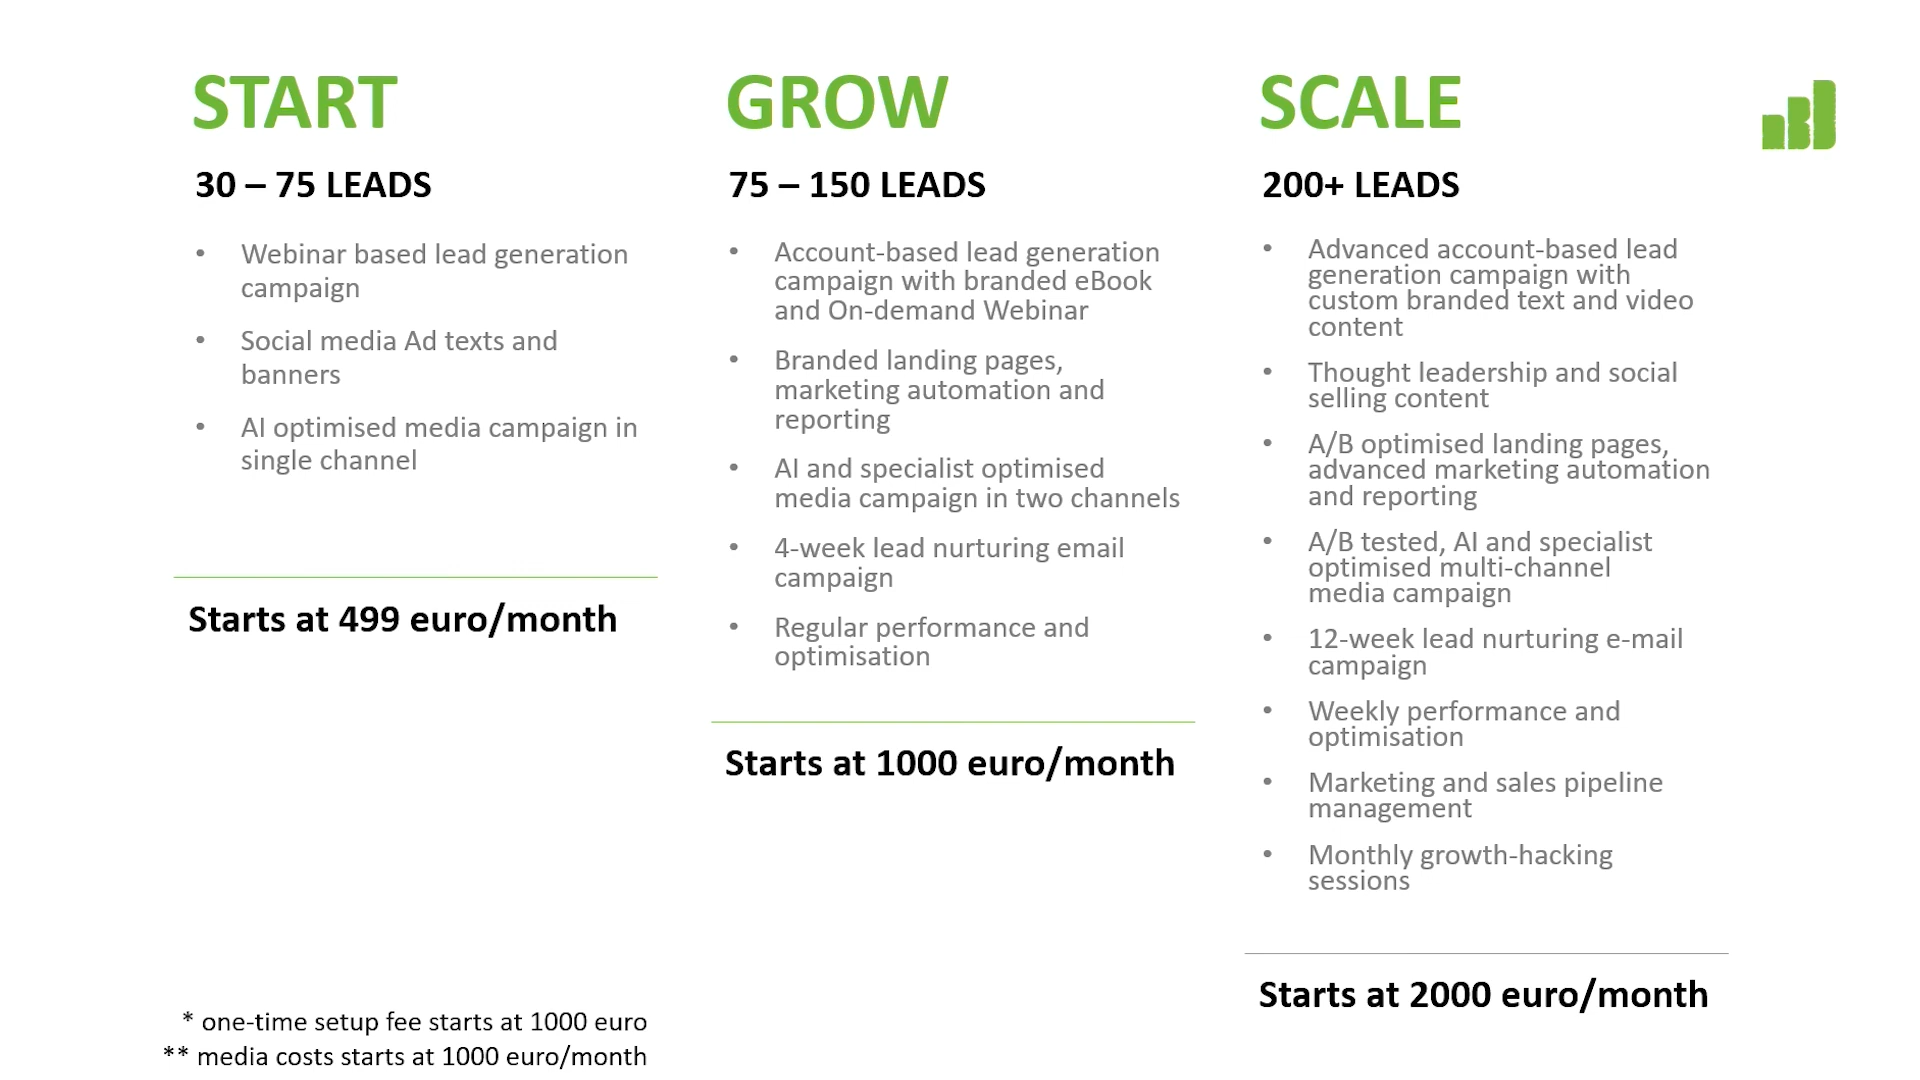 START
30 – 75 LEADS
• Webinar based lead generation
campaign
• Social media Ad texts and
banners
• AI optimised media campaign in
single channel
Starts at 499 euro/month
GROW
75 – 150 LEADS
• Account-based lead generation
campaign with branded eBook
and On-demand Webinar
• Branded landing pages,
marketing automation and
reporting
• AI and specialist optimised
media campaign in two channels
• 4-week lead nurturing email
campaign
• Regular performance and
optimisation
Starts at 1000 euro/month
SCALE
200+ LEADS
• Advanced account-based lead
generation campaign with
custom branded text and video
content
• Thought leadership and social
selling content
• A/B optimised landing pages,
advanced marketing automation
and reporting
• A/B tested, AI and specialist
optimised multi-channel
media campaign
• 12-week lead nurturing e-mail
campaign
• Weekly performance and
optimisation
• Marketing and sales pipeline
management
• Monthly growth-hacking
sessions
Starts at 2000 euro/month
* one-time setup fee starts at 1000 euro
** media costs starts at 1000 euro/month